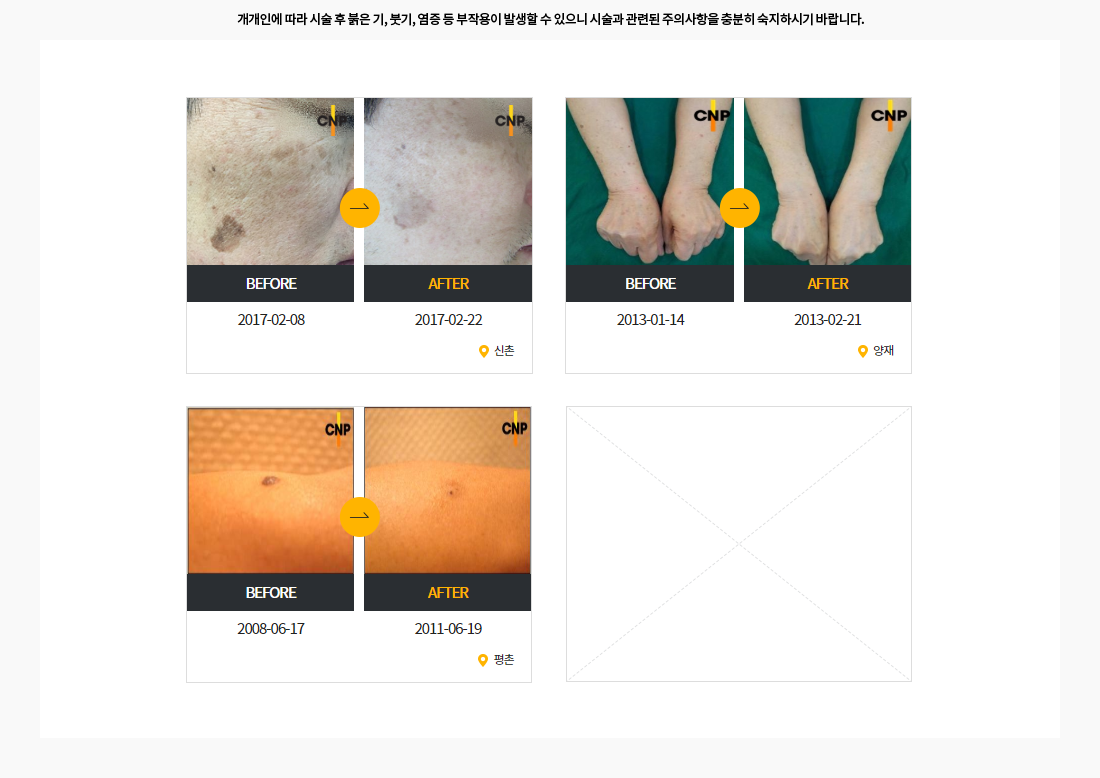 개개인에 따라 시술 후 붉은 기, 붓기, 염증 등 부작용이 발생할 수 있으니 시술과 관련된 주의사항을 충분히 숙지하시기 바랍니다.
CNP
CNP
CNP
CNP
BEFORE
AFTER
BEFORE
AFTER
2017-02-08
2017-02-22
2013-01-14
2013-02-21
신촌
양재
CNP
CNP
BEFORE
AFTER
2008-06-17
2011-06-19
평촌